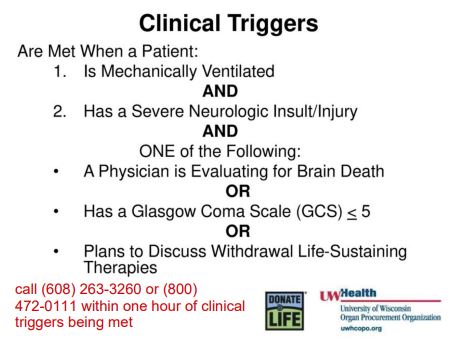 Clinical Triggers
Are Met When a Patient:
1. Is Mechanically Ventilated
AND
2. Has a Severe Neurologic Insult/Injury
AND
ONE of the Following:
• A Physician is Evaluating for Brain Death
OR
• Has a Glasgow Coma Scale (GCS) ≤ 5
OR
• Plans to Discuss Withdrawal Life-Sustaining
Therapies
call (608) 263-3260 or (800)
472-0111 within one hour of clinical
triggers being met
DONATE
LIFE
UWHealth
University of Wisconsin
Organ Procurement Organization
uwhcopo.org